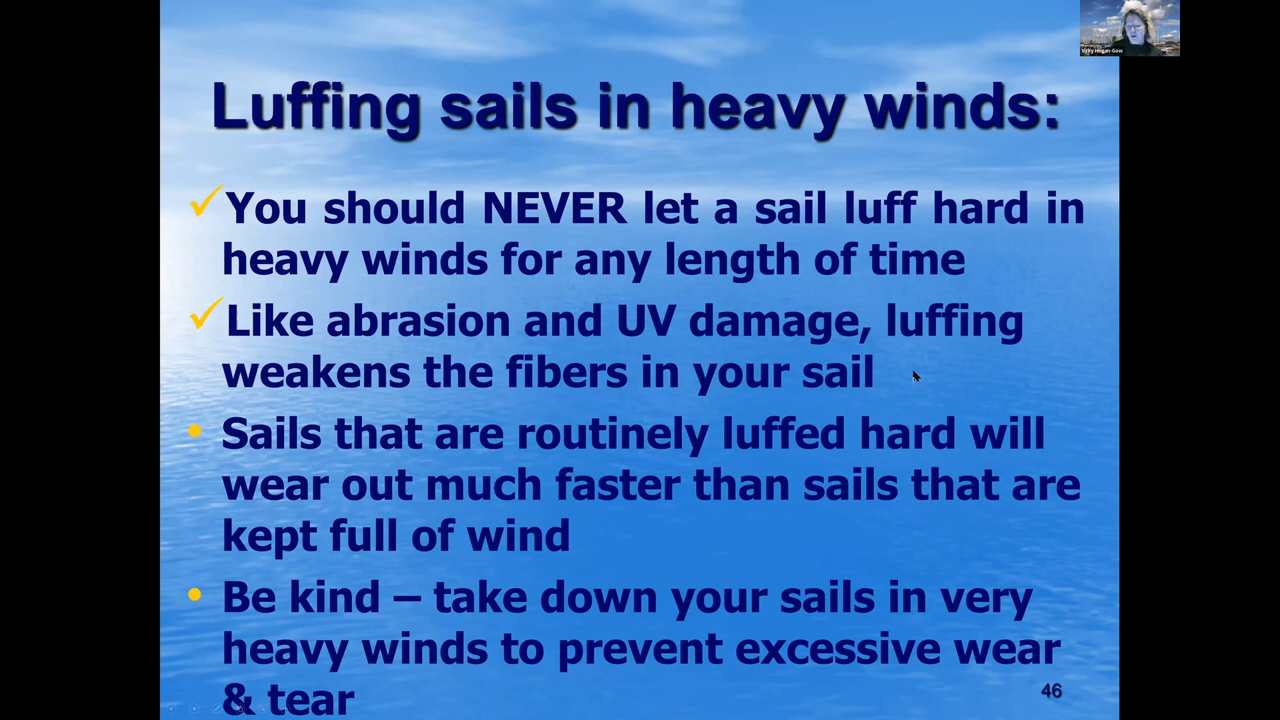 Vicky Hogan-Gow
Luffing sails in heavy winds:
You should NEVER let a sail luff hard in
heavy winds for any length of time
Like abrasion and UV damage, luffing
weakens the fibers in your sail
Sails that are routinely luffed hard will
wear out much faster than sails that are
kept full of wind
Be kind – take down your sails in very
heavy winds to prevent excessive wear
& tear
46